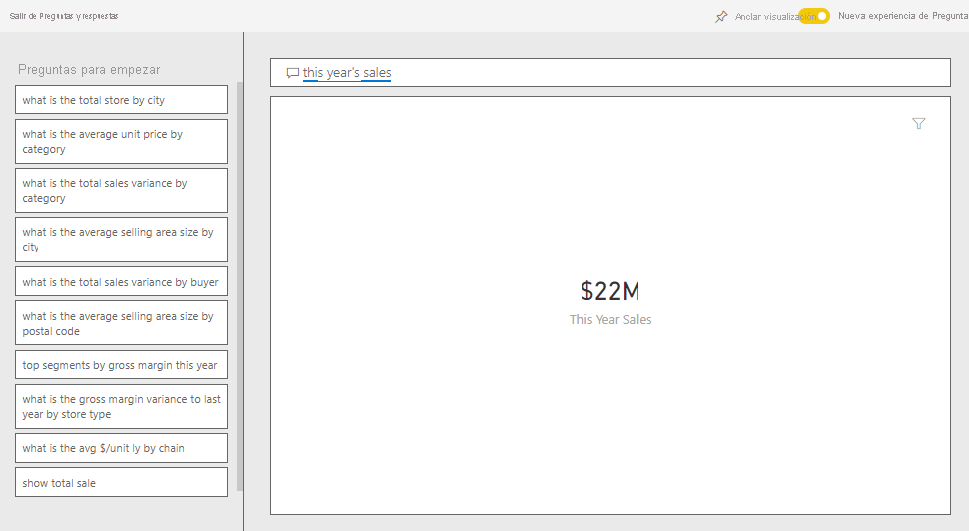 Salir de Preguntas y respuestas
Anclar visualización
Nueva experiencia de Pregunta
Preguntas para empezar
what is the total store by city
what is the average unit price by
category
what is the total sales variance by
category
what is the average selling area size by
city
what is the total sales variance by buyer
what is the average selling area size by
postal code
top segments by gross margin this year
what is the gross margin variance to last
year by store type
what is the avg $/unit ly by chain
show total sale
this year's sales
$22M
This Year Sales